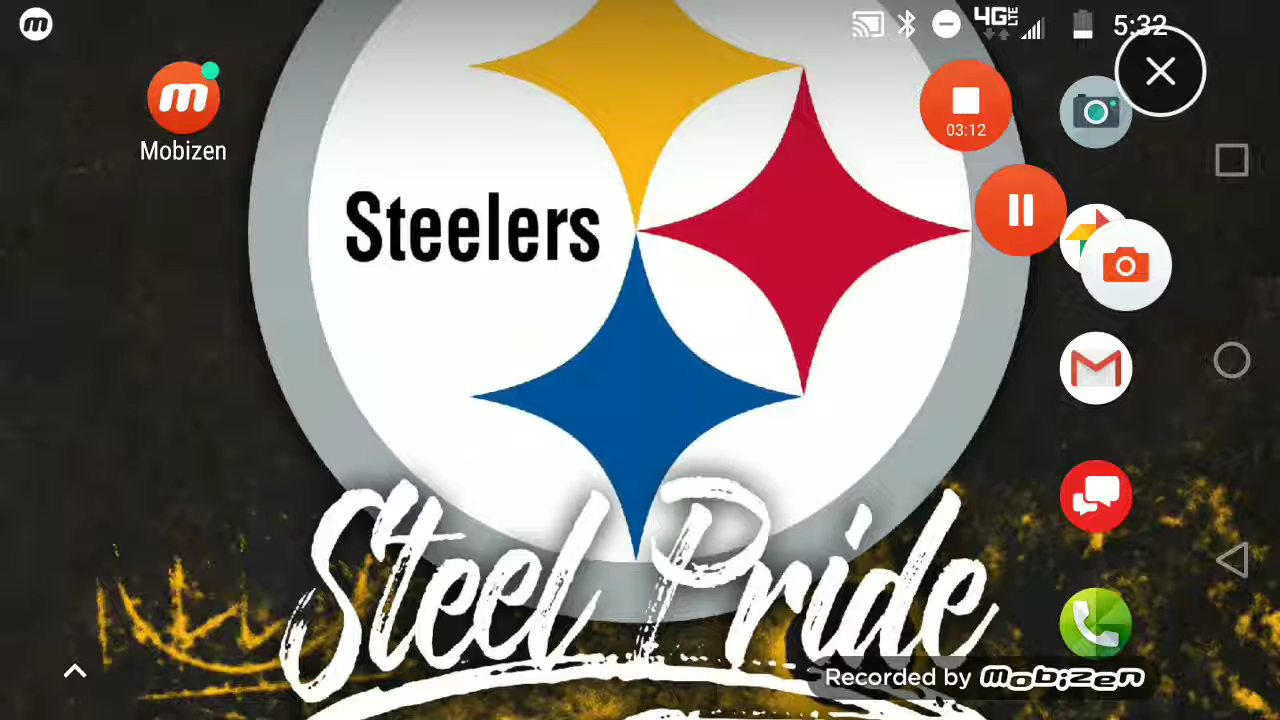 4G LTE
5:32
Mobizen
03:12
Steelers
Steel Pride
Recorded by Mobizen